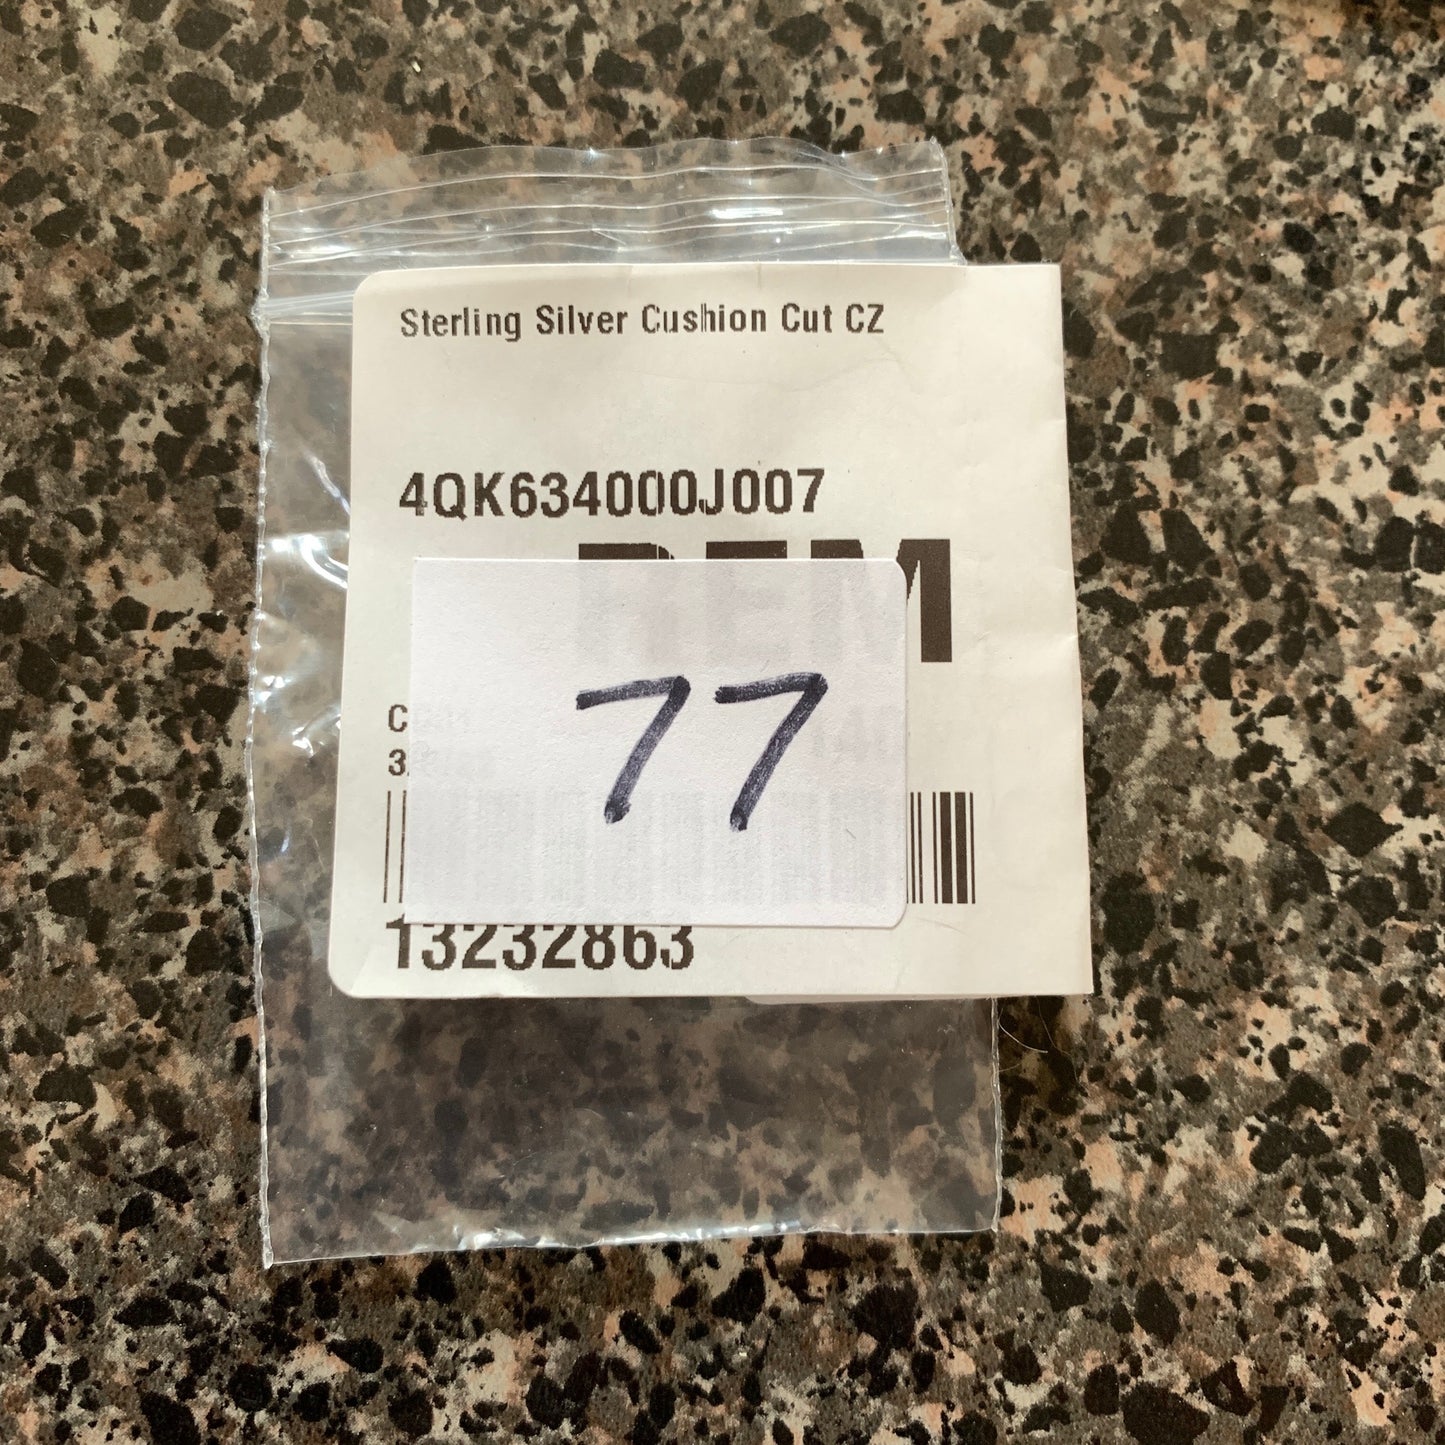 Sterling Silver Cushion Cut CZ
4QK634000J007
77
13232863